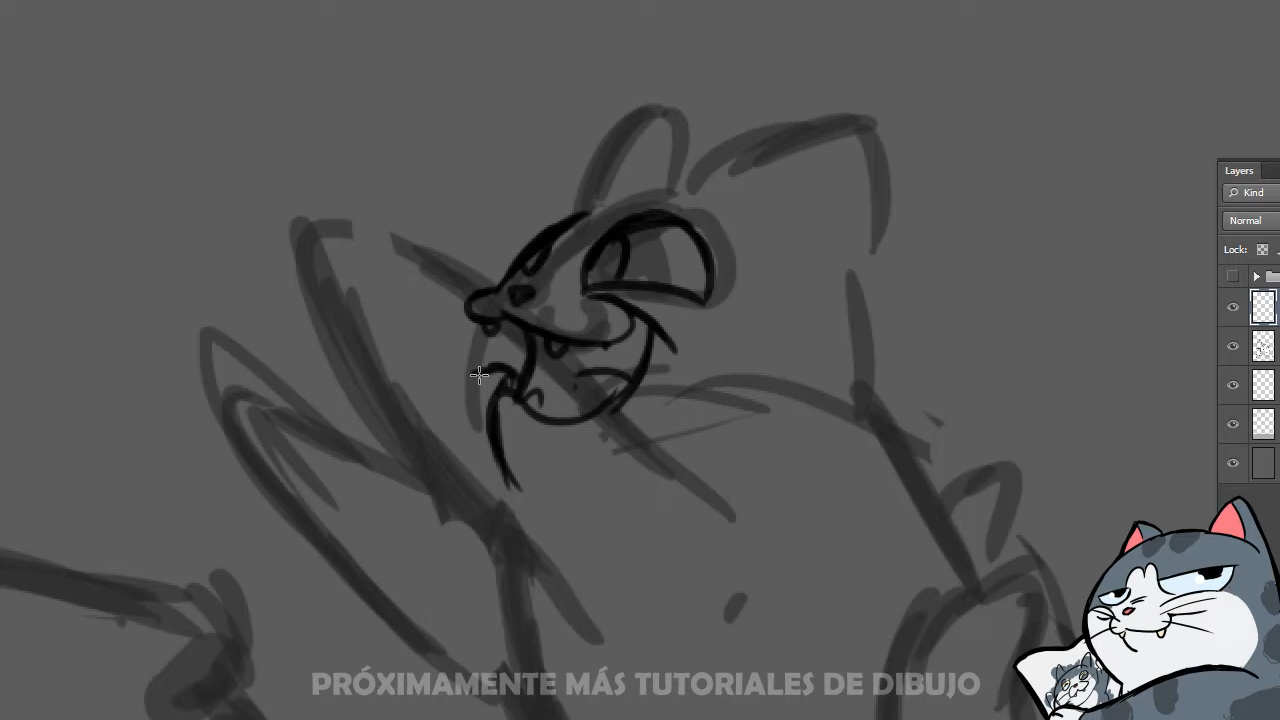 Layers
Kind
Normal
Lock:
PRÓXIMAMENTE MÁS TUTORIALES DE DIBUJO